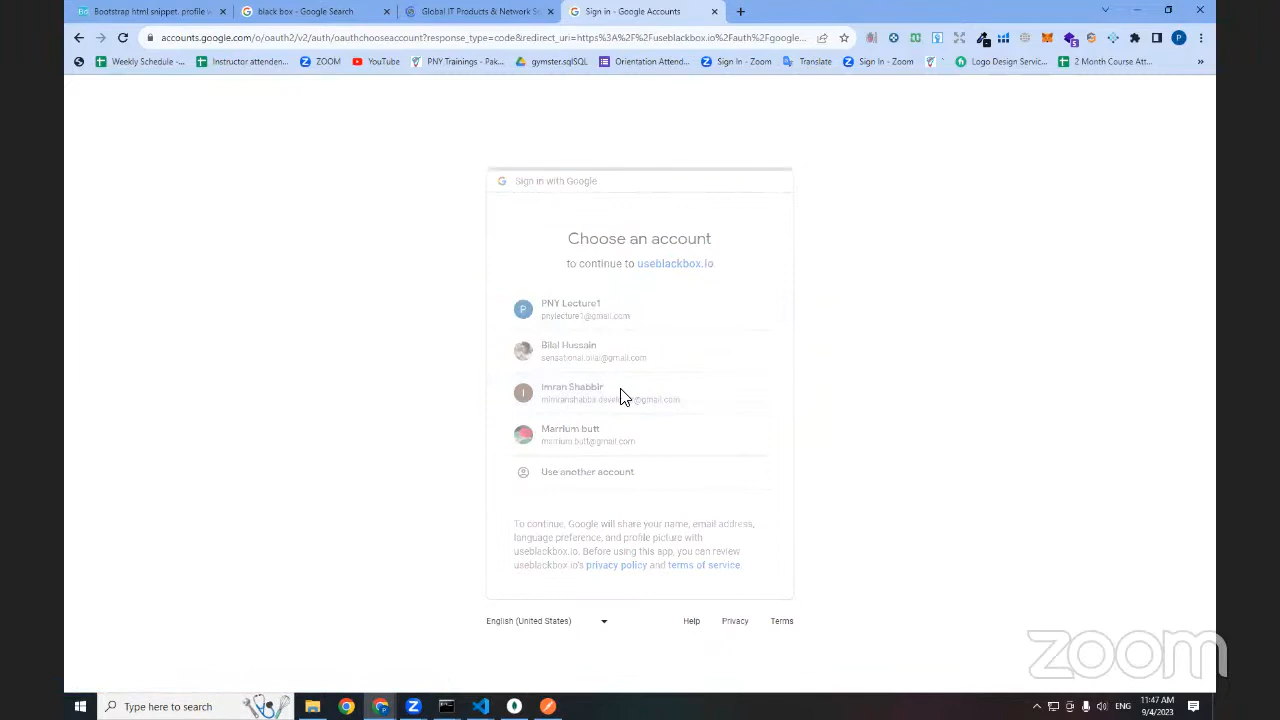 Bootstrap html snippet. profile w
black box - Google Search
Global IT Products & Network So
Sign in - Google Accounts
accounts.google.com/o/oauth2/v2/auth/oauthchooseaccount?response_type=code&redirect_uri=https%3A%2F%2Fuseblackbox.io%2Fauth%2Fgoogle...
Weekly Schedule -...
Instructor attenden...
ZOOM
YouTube
PNY Trainings - Pak...
gymster.sqlSQL
Orientation Attend...
Sign In - Zoom
Translate
Sign In - Zoom
Logo Design Servic...
2 Month Course Att...
Sign in with Google
Choose an account
to continue to useblackbox.io
P
PNY Lecture1
pnylecture1@gmail.com
Bilal Hussain
sensational.bilal@gmail.com
I
Imran Shabbir
@gmail.com
Marrium butt
marrium.butt@gmail.com
Use another account
To continue, Google will share your name, email address,
language preference, and profile picture with
useblackbox.io. Before using this app, you can review
useblackbox.io's privacy policy and terms of service.
English (United States)
Help
Privacy
Terms
zoom
Type here to search
ENG
11:47 AM
9/4/2023